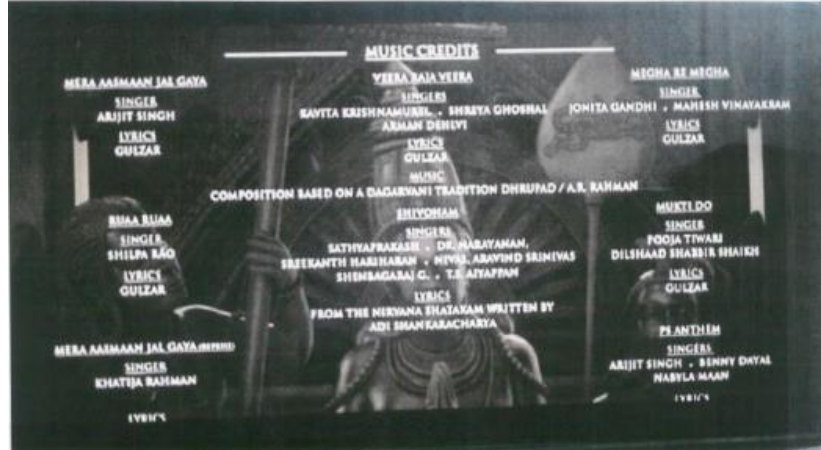 MUSIC CREDITS
MERA AASMAAN JAL GAYA
SINGER
ARIJIT SINGH
LYRICS
GULZAR
RUAA RUAA
SINGER
SHILPA RAO
LYRICS
GULZAR
MERA AASMAAN JAL GAYA (REPRISE)
SINGER
KHATIJA RAHMAN
LYRICS
VEERA RAJA VEERA
SINGERS
KAVITA KRISHNAMURTI . SHREYA GHOSHAL
ARMAN DEHLVI
LYRICS
GULZAR
MUSIC
COMPOSITION BASED ON A DAGARVANI TRADITION DHRUPAD / A.R. RAHMAN
SHIVOHAM
SINGERS
SATHYAPRAKASH . DR. NARAYANAN,
SREEKANTH HARIHARAN . NIVAS, ARAVIND SRINIVAS
SHENBAGARAJ G. . T.S. AIYAPPAN
LYRICS
FROM THE NIRVANA SHATAKAM WRITTEN BY
ADI SHANKARACHARYA
MEGHA RE MEGHA
SINGER
JONITA GANDHI . MAHESH VINAYAKRAM
LYRICS
GULZAR
MUKTI DO
SINGER
POOJA TIWARI
DILSHAAD SHABBIR SHAIKH
LYRICS
GULZAR
PS ANTHEM
SINGERS
ARIJIT SINGH . BENNY DAYAL
NABYLA MAAN
LYRICS